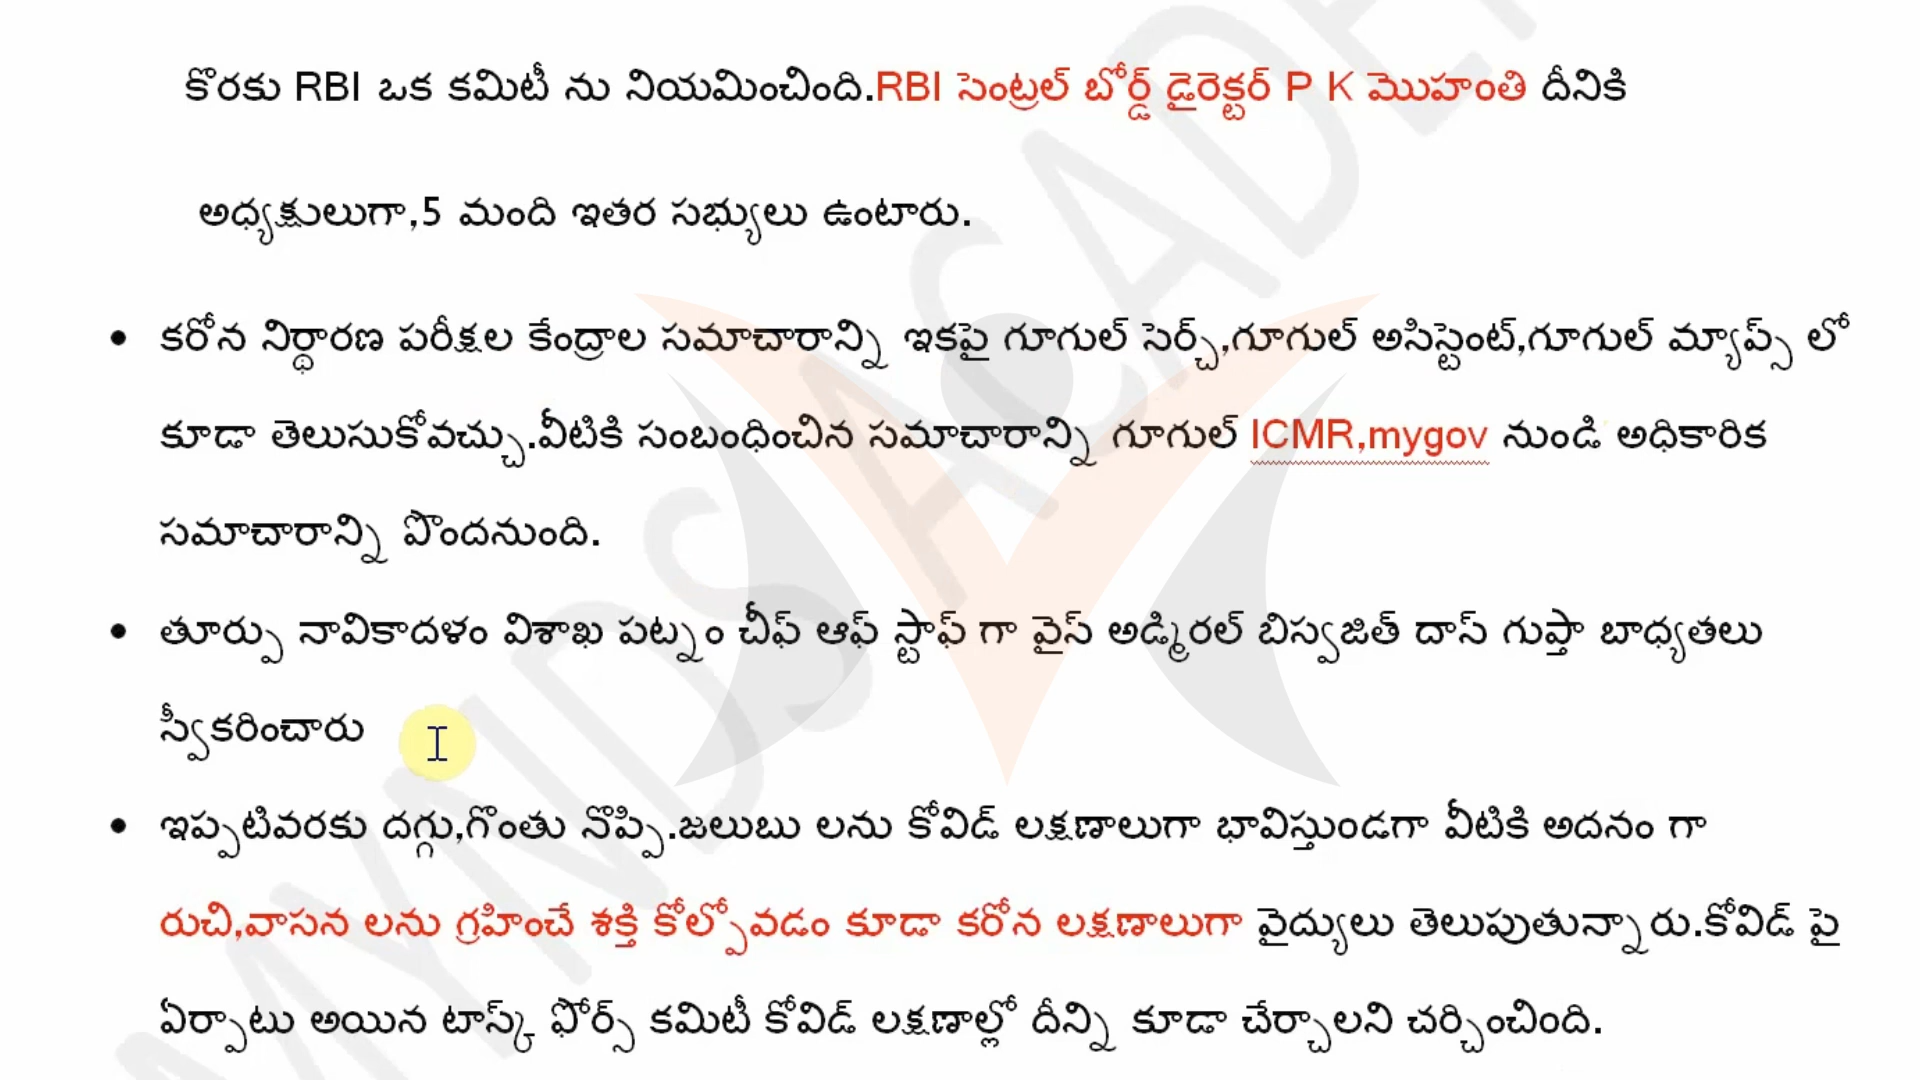 కొరకు RBI ఒక కమిటీ ను నియమించింది.RBI సెంట్రల్ బోర్డ్ డైరెక్టర్ P K మొహంతి దీనికి
అధ్యక్షులుగా,5 మంది ఇతర సభ్యులు ఉంటారు.
• కరోన నిర్ధారణ పరీక్షల కేంద్రాల సమాచారాన్ని ఇకపై గూగుల్ సెర్చ్,గూగుల్ అసిస్టెంట్,గూగుల్ మ్యాప్స్ లో
కూడా తెలుసుకోవచ్చు.వీటికి సంబంధించిన సమాచారాన్ని గూగుల్ ICMR,mygov నుండి అధికారిక
సమాచారాన్ని పొందనుంది.
• తూర్పు నావికాదళం విశాఖ పట్నం చీఫ్ ఆఫ్ స్టాఫ్ గా వైస్ అడ్మిరల్ బిస్వజిత్ దాస్ గుప్తా బాధ్యతలు
స్వీకరించారు
• ఇప్పటివరకు దగ్గు,గొంతు నొప్పి.జలుబు లను కోవిడ్ లక్షణాలుగా భావిస్తుండగా వీటికి అదనం గా
రుచి,వాసన లను గ్రహించే శక్తి కోల్పోవడం కూడా కరోన లక్షణాలుగా వైద్యులు తెలుపుతున్నారు.కోవిడ్ పై
ఏర్పాటు అయిన టాస్క్ ఫోర్స్ కమిటీ కోవిడ్ లక్షణాల్లో దీన్ని కూడా చేర్చాలని చర్చించింది.
MYNDS ACADEM